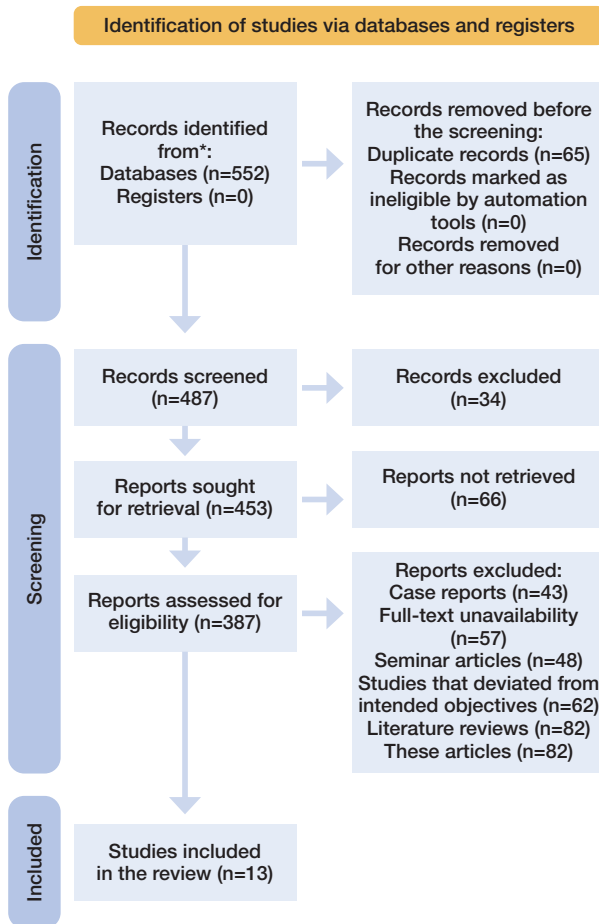 Identification of studies via databases and registers
Identification
Records identified
from*:
Databases (n=552)
Registers (n=0)
Records removed before
the screening:
Duplicate records (n=65)
Records marked as
ineligible by automation
tools (n=0)
Records removed
for other reasons (n=0)
Screening
Records screened
(n=487)
Records excluded
(n=34)
Reports sought
for retrieval (n=453)
Reports not retrieved
(n=66)
Reports assessed for
eligibility (n=387)
Reports excluded:
Case reports (n=43)
Full-text unavailability
(n=57)
Seminar articles (n=48)
Studies that deviated from
intended objectives (n=62)
Literature reviews (n=82)
These articles (n=82)
Included
Studies included
in the review (n=13)